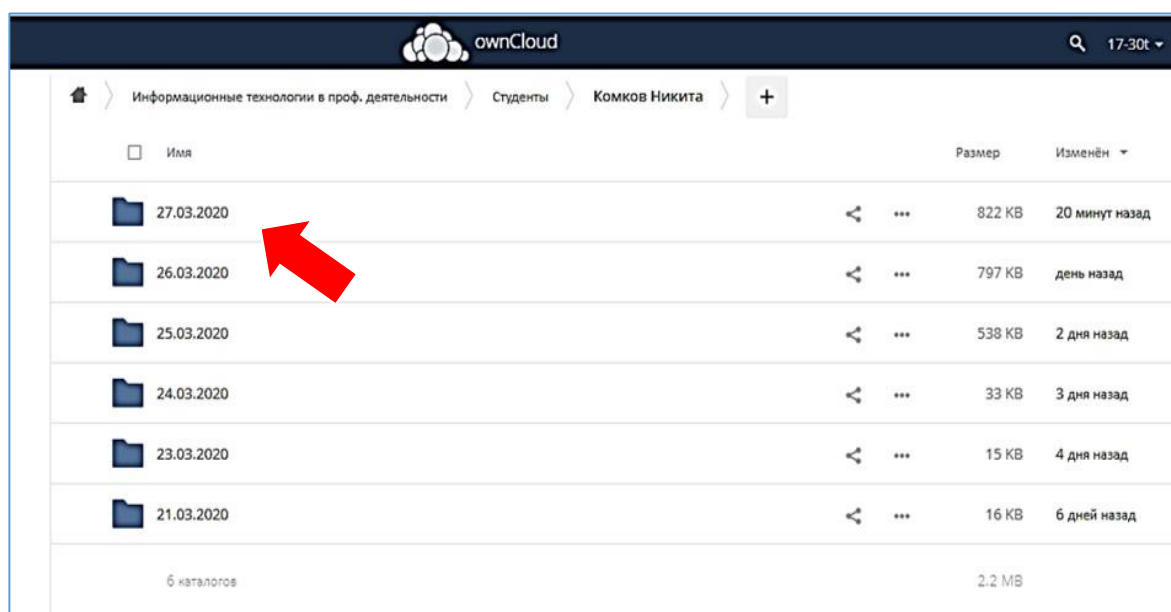 ownCloud 17-30t
Информационные технологии в проф. деятельности Студенты Комков Никита +
Имя Размер Изменён
27.03.2020 822 KB 20 минут назад
26.03.2020 797 KB день назад
25.03.2020 538 KB 2 дня назад
24.03.2020 33 KB 3 дня назад
23.03.2020 15 KB 4 дня назад
21.03.2020 16 KB 6 дней назад
6 каталогов 2.2 MB